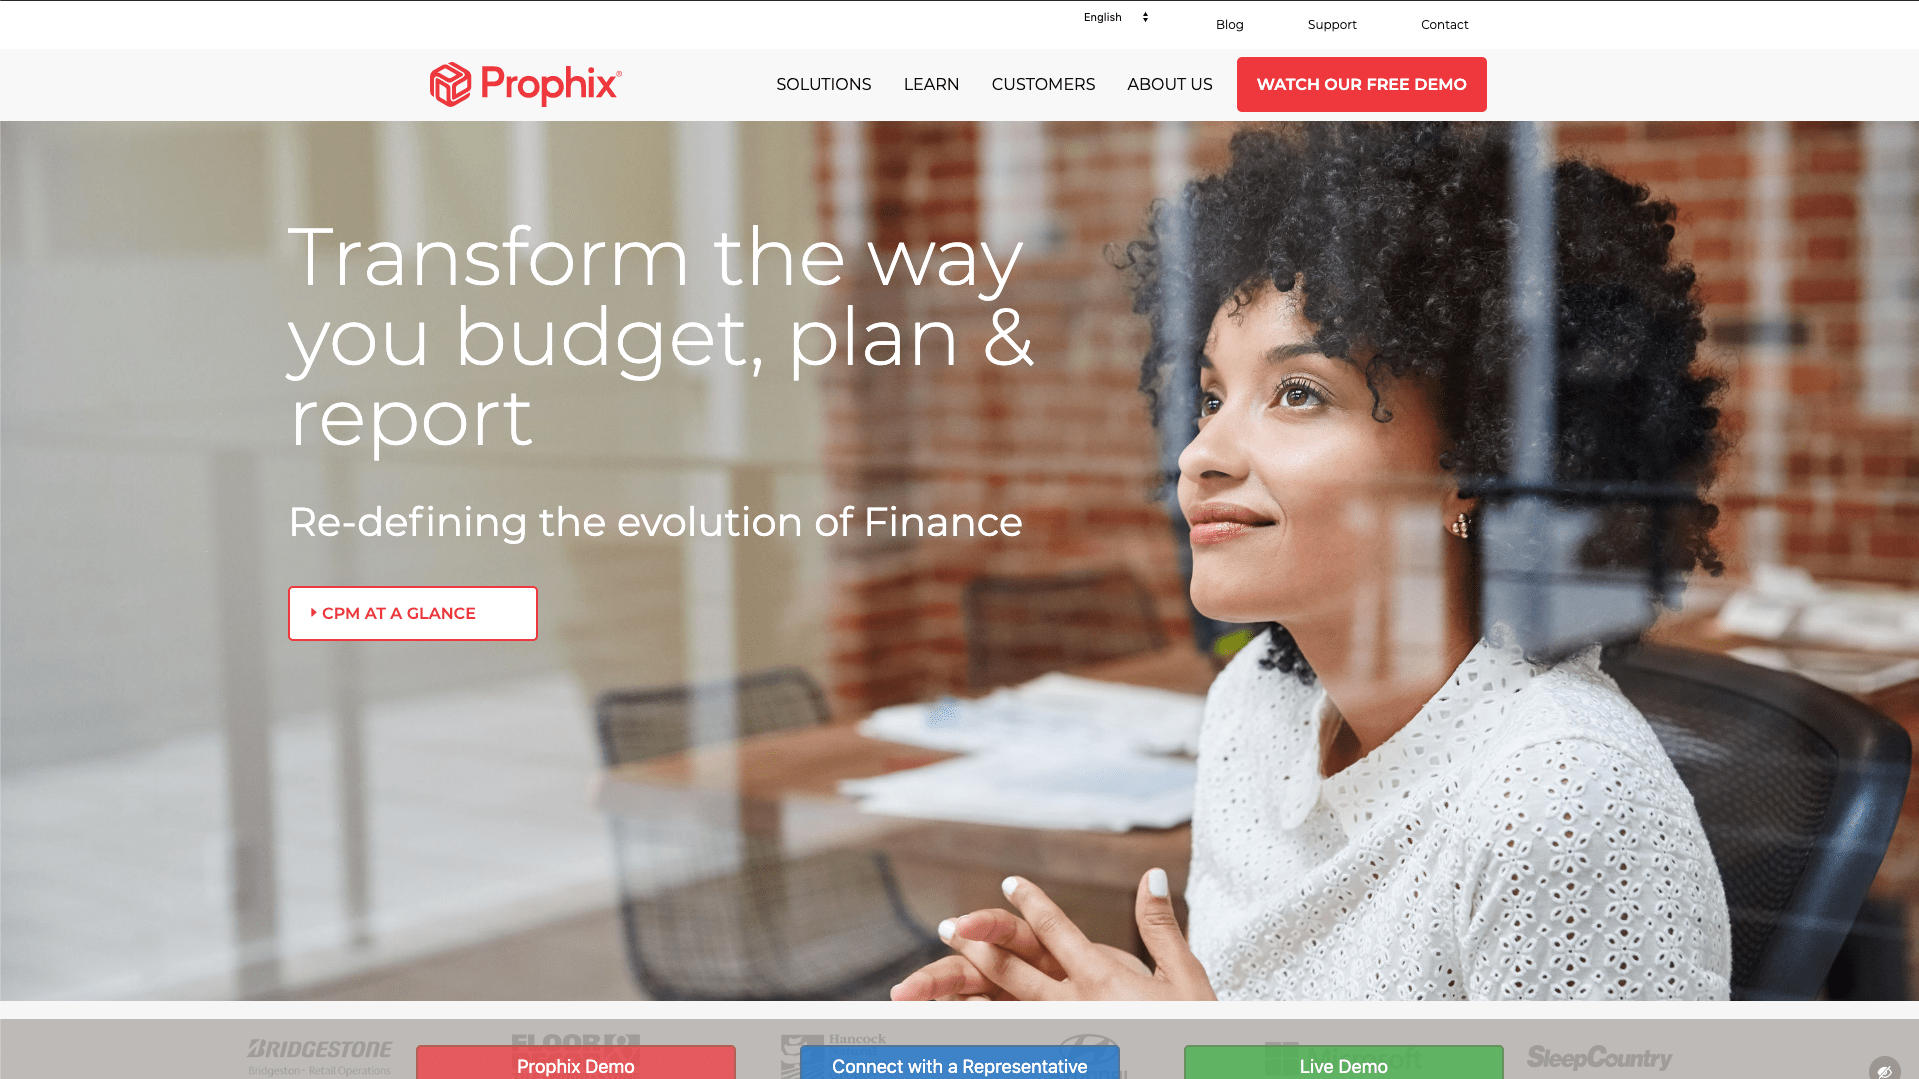 English
Blog
Support
Contact
Prophix®
SOLUTIONS
LEARN
CUSTOMERS
ABOUT US
WATCH OUR FREE DEMO
Transform the way
you budget, plan &
report
Re-defining the evolution of Finance
CPM AT A GLANCE
BRIDGESTONE
Bridgeston - Retail Operations
FLOOR
Hancock
Microsoft
SleepCountry
Prophix Demo
Connect with a Representative
Live Demo